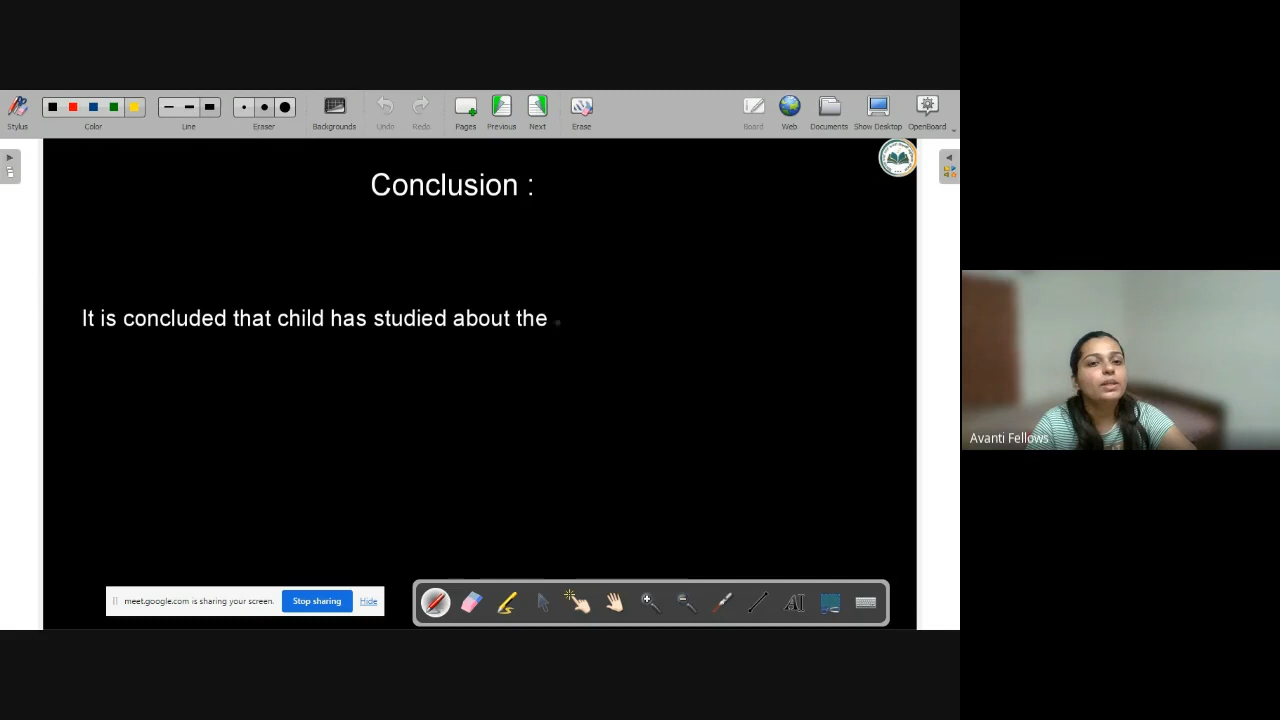 Stylus Color Line Eraser Backgrounds Undo Redo Pages Previous Next Erase Board Web Documents Show Desktop OpenBoard
Conclusion :
It is concluded that child has studied about the
Avanti Fellows
meet.google.com is sharing your screen. Stop sharing Hide
AI